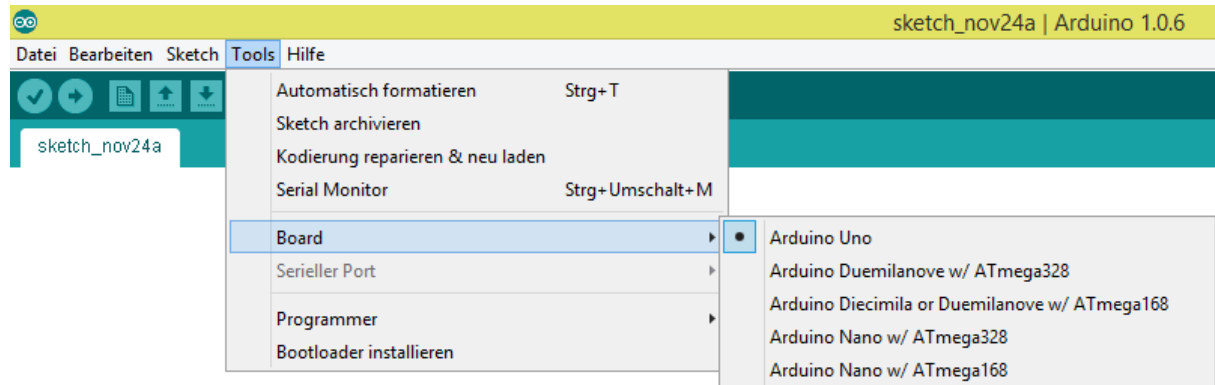 sketch_nov24a | Arduino 1.0.6
Datei Bearbeiten Sketch Tools Hilfe
sketch_nov24a
Automatisch formatieren Strg+T
Sketch archivieren
Kodierung reparieren & neu laden
Serial Monitor Strg+Umschalt+M
Board
Serieller Port
Programmer
Bootloader installieren
Arduino Uno
Arduino Duemilanove w/ ATmega328
Arduino Diecimila or Duemilanove w/ ATmega168
Arduino Nano w/ ATmega328
Arduino Nano w/ ATmega168